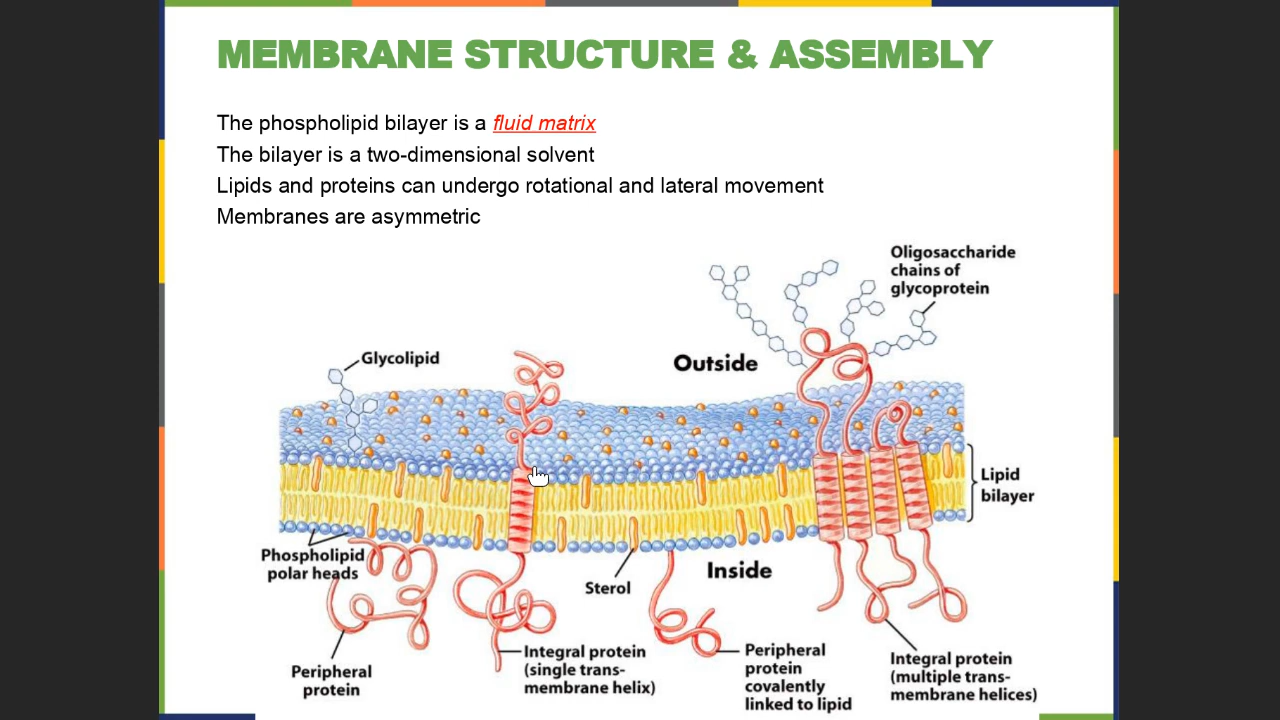 MEMBRANE STRUCTURE & ASSEMBLY
The phospholipid bilayer is a fluid matrix
The bilayer is a two-dimensional solvent
Lipids and proteins can undergo rotational and lateral movement
Membranes are asymmetric
Oligosaccharide
chains of
glycoprotein
Glycolipid
Outside
Lipid
bilayer
Phospholipid
polar heads
Sterol
Inside
Peripheral
protein
Integral protein
(single trans-
membrane helix)
Peripheral
protein
covalently
linked to lipid
Integral protein
(multiple trans-
membrane helices)